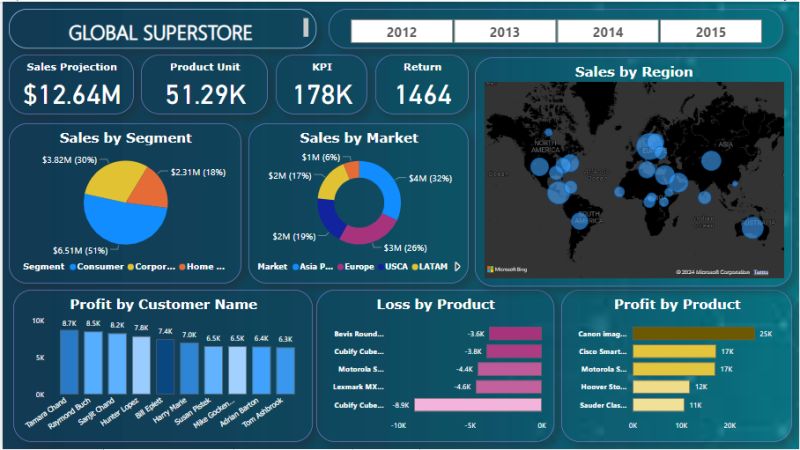 GLOBAL SUPERSTORE
2012
2013
2014
2015
Sales Projection
$12.64M
Product Unit
51.29K
KPI
178K
Return
1464
Sales by Segment
$3.82M (30%)
$2.31M (18%)
$6.51M (51%)
Segment
Consumer
Corpor...
Home ...
Sales by Market
$1M (6%)
$2M (17%)
$4M (32%)
$2M (19%)
$3M (26%)
Market
Asia P...
Europe
USCA
LATAM
Sales by Region
NORTH
AMERICA
ASIA
SOUTH
AMERICA
AUSTRALIA
Microsoft Bing
© 2024 Microsoft Corporation Terms
Profit by Customer Name
10K
5K
0K
8.7K
8.5K
8.2K
7.8K
7.4K
7.0K
6.5K
6.5K
6.4K
6.3K
Tamara Chand
Raymond Buch
Sanjit Chand
Hunter Lopez
Bill Eplett
Harry Marie
Susan Pistek
Mike Gocken...
Adrian Barton
Tom Ashbrook
Loss by Product
Bevis Round... -3.6K
Cubify Cube... -3.8K
Motorola S... -4.4K
Lexmark MX... -4.6K
Cubify Cube... -8.9K
-10K -5K 0K
Profit by Product
Canon imag... 25K
Cisco Smart... 17K
Motorola S... 17K
Hoover Sto... 12K
Sauder Clas... 11K
0K 10K 20K